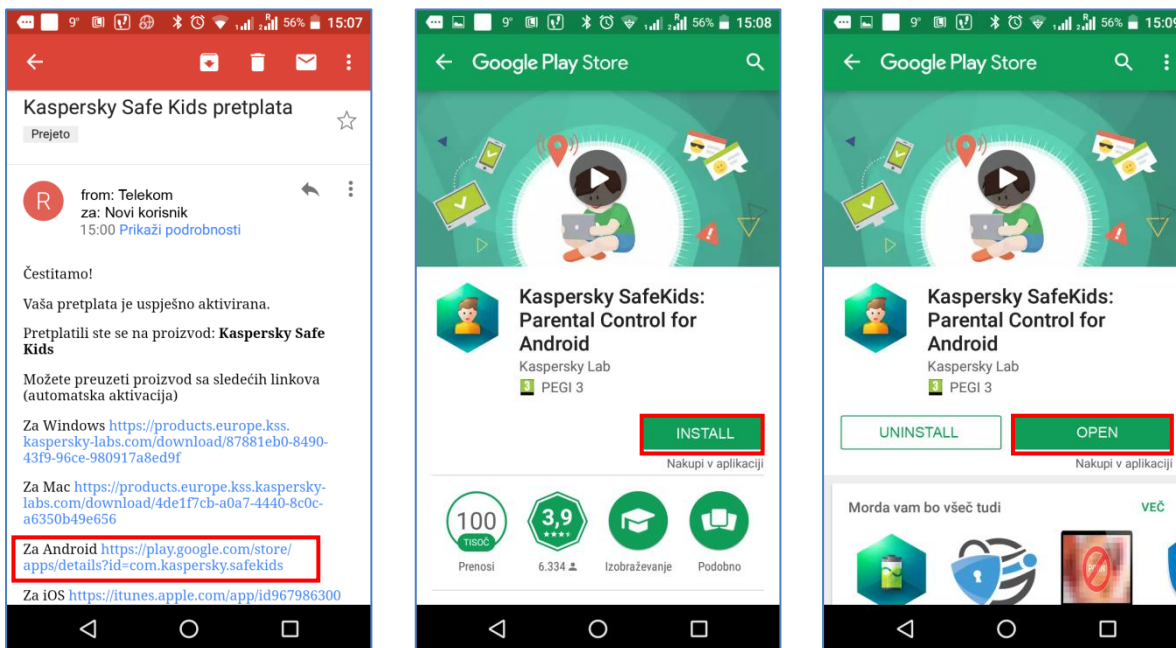 9° 56% 15:07
Kaspersky Safe Kids pretplata
Prejeto
R
from: Telekom
za: Novi korisnik
15:00 Prikaži podrobnosti
Čestitamo!
Vaša pretplata je uspješno aktivirana.
Pretplatili ste se na proizvod: Kaspersky Safe
Kids
Možete preuzeti proizvod sa sledećih linkova
(automatska aktivacija)
Za Windows https://products.europe.kss.
kaspersky-labs.com/download/87881eb0-8490-
43f9-96ce-980917a8ed9f
Za Mac https://products.europe.kss.kaspersky-
labs.com/download/4de1f7cb-a0a7-4440-8c0c-
a6350b49e656
Za Android https://play.google.com/store/
apps/details?id=com.kaspersky.safekids
Za iOS https://itunes.apple.com/app/id967986300
9° 56% 15:08
Google Play Store
Kaspersky SafeKids:
Parental Control for
Android
Kaspersky Lab
3 PEGI 3
INSTALL
Nakupi v aplikaciji
100
TISOČ
3,9
Prenosi 6.334 Izobraževanje Podobno
9° 56% 15:09
Google Play Store
Kaspersky SafeKids:
Parental Control for
Android
Kaspersky Lab
3 PEGI 3
UNINSTALL OPEN
Nakupi v aplikaciji
Morda vam bo všeč tudi VEČ